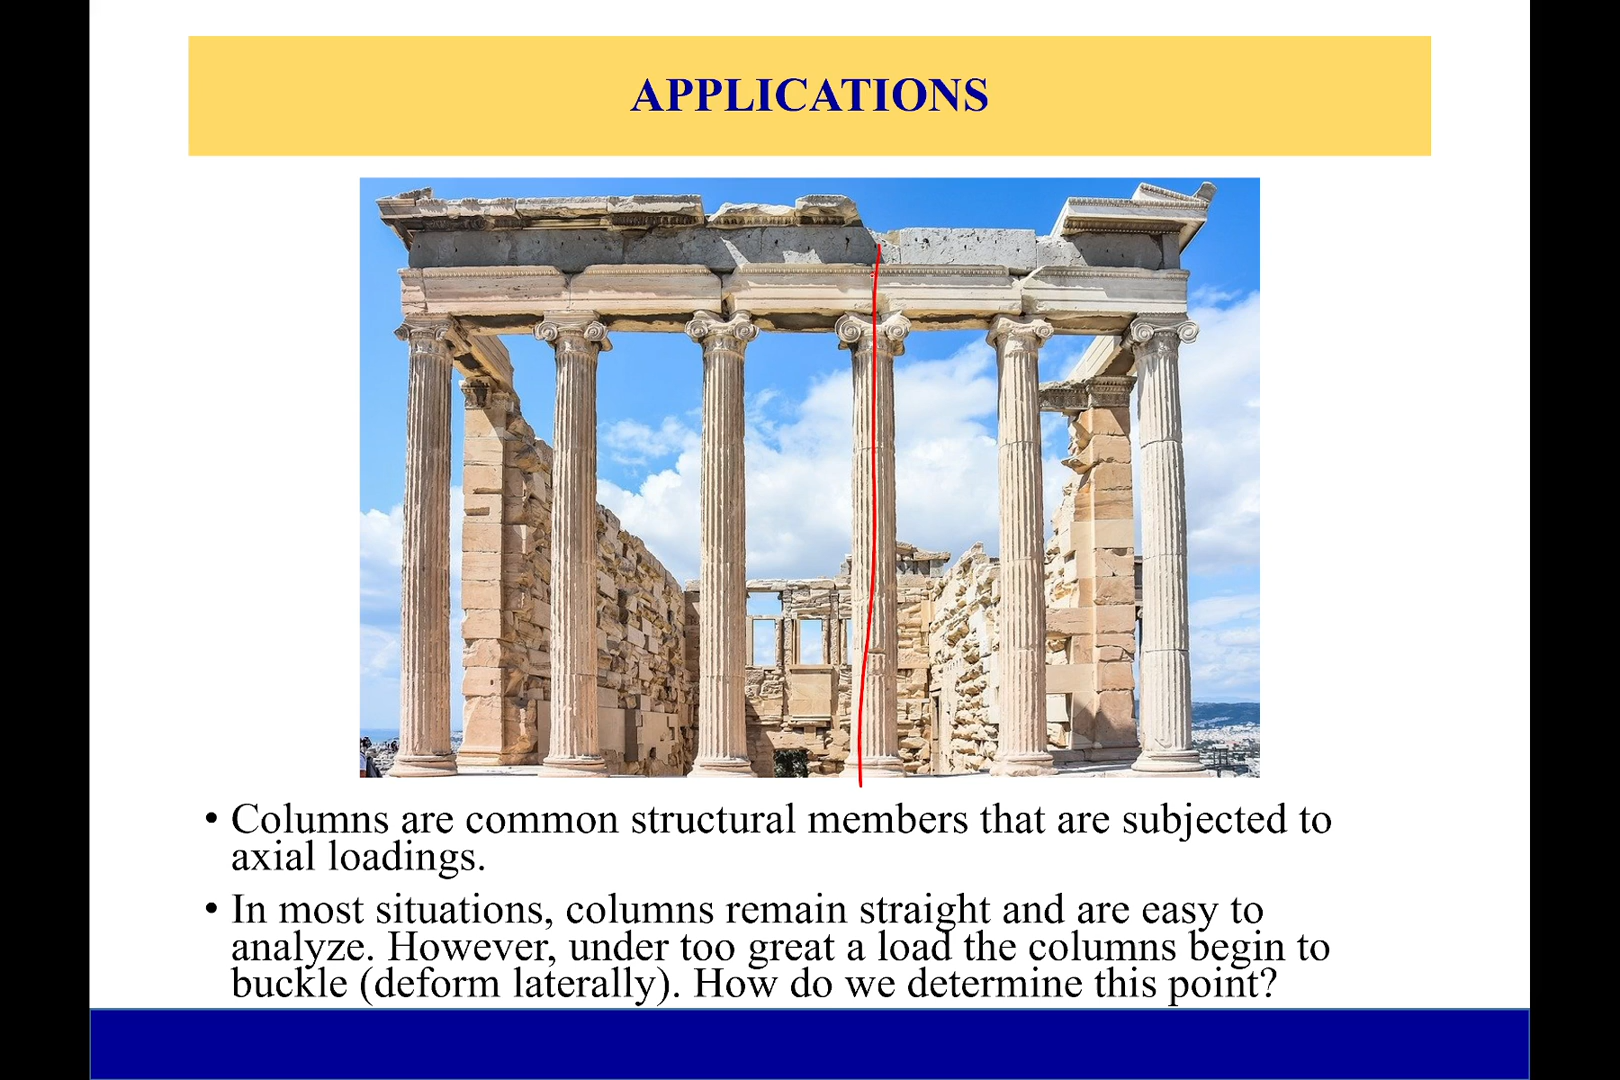 APPLICATIONS
• Columns are common structural members that are subjected to
axial loadings.
• In most situations, columns remain straight and are easy to
analyze. However, under too great a load the columns begin to
buckle (deform laterally). How do we determine this point?